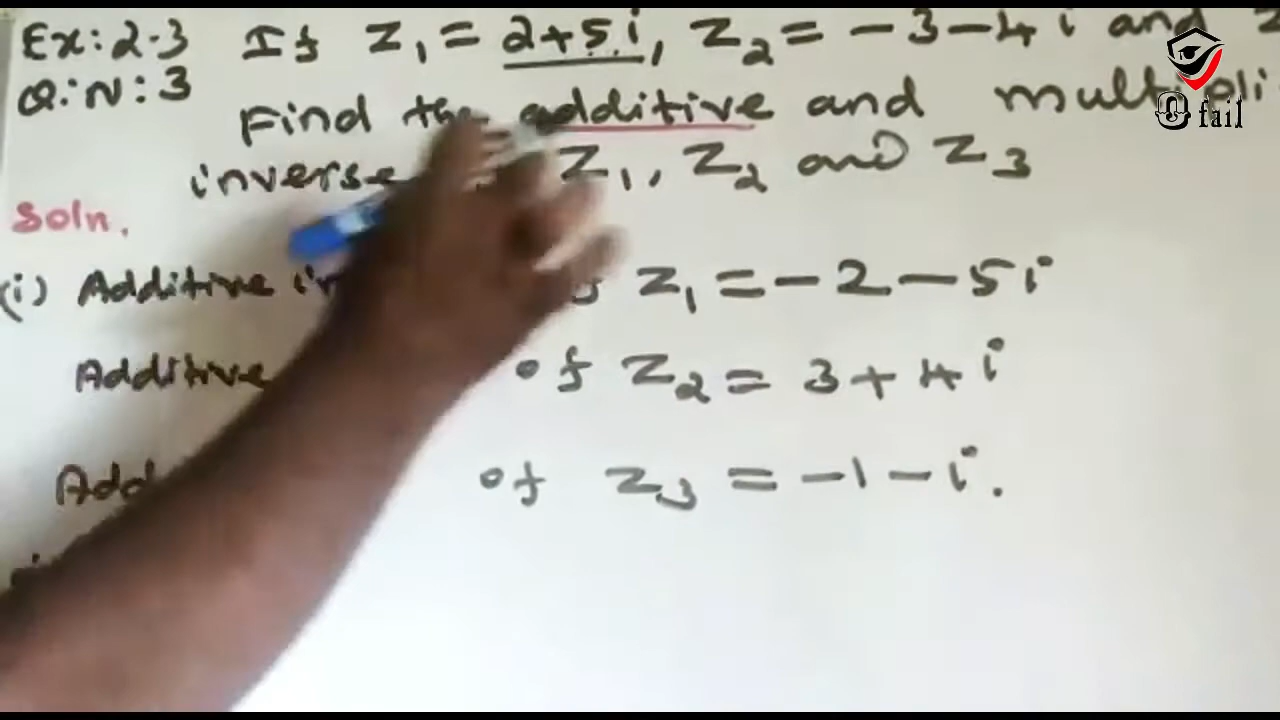 Ex: 2.3 If Z₁ = 2+5i, Z₂ = -3-4i and
Q.N: 3
Find the additive and
inverse Z₁, Z₂ and Z₃
Soln.
(i) Additive Z₁ = -2-5i
Additive of Z₂ = 3+4i
of Z₃ = -1-i.
0 fail